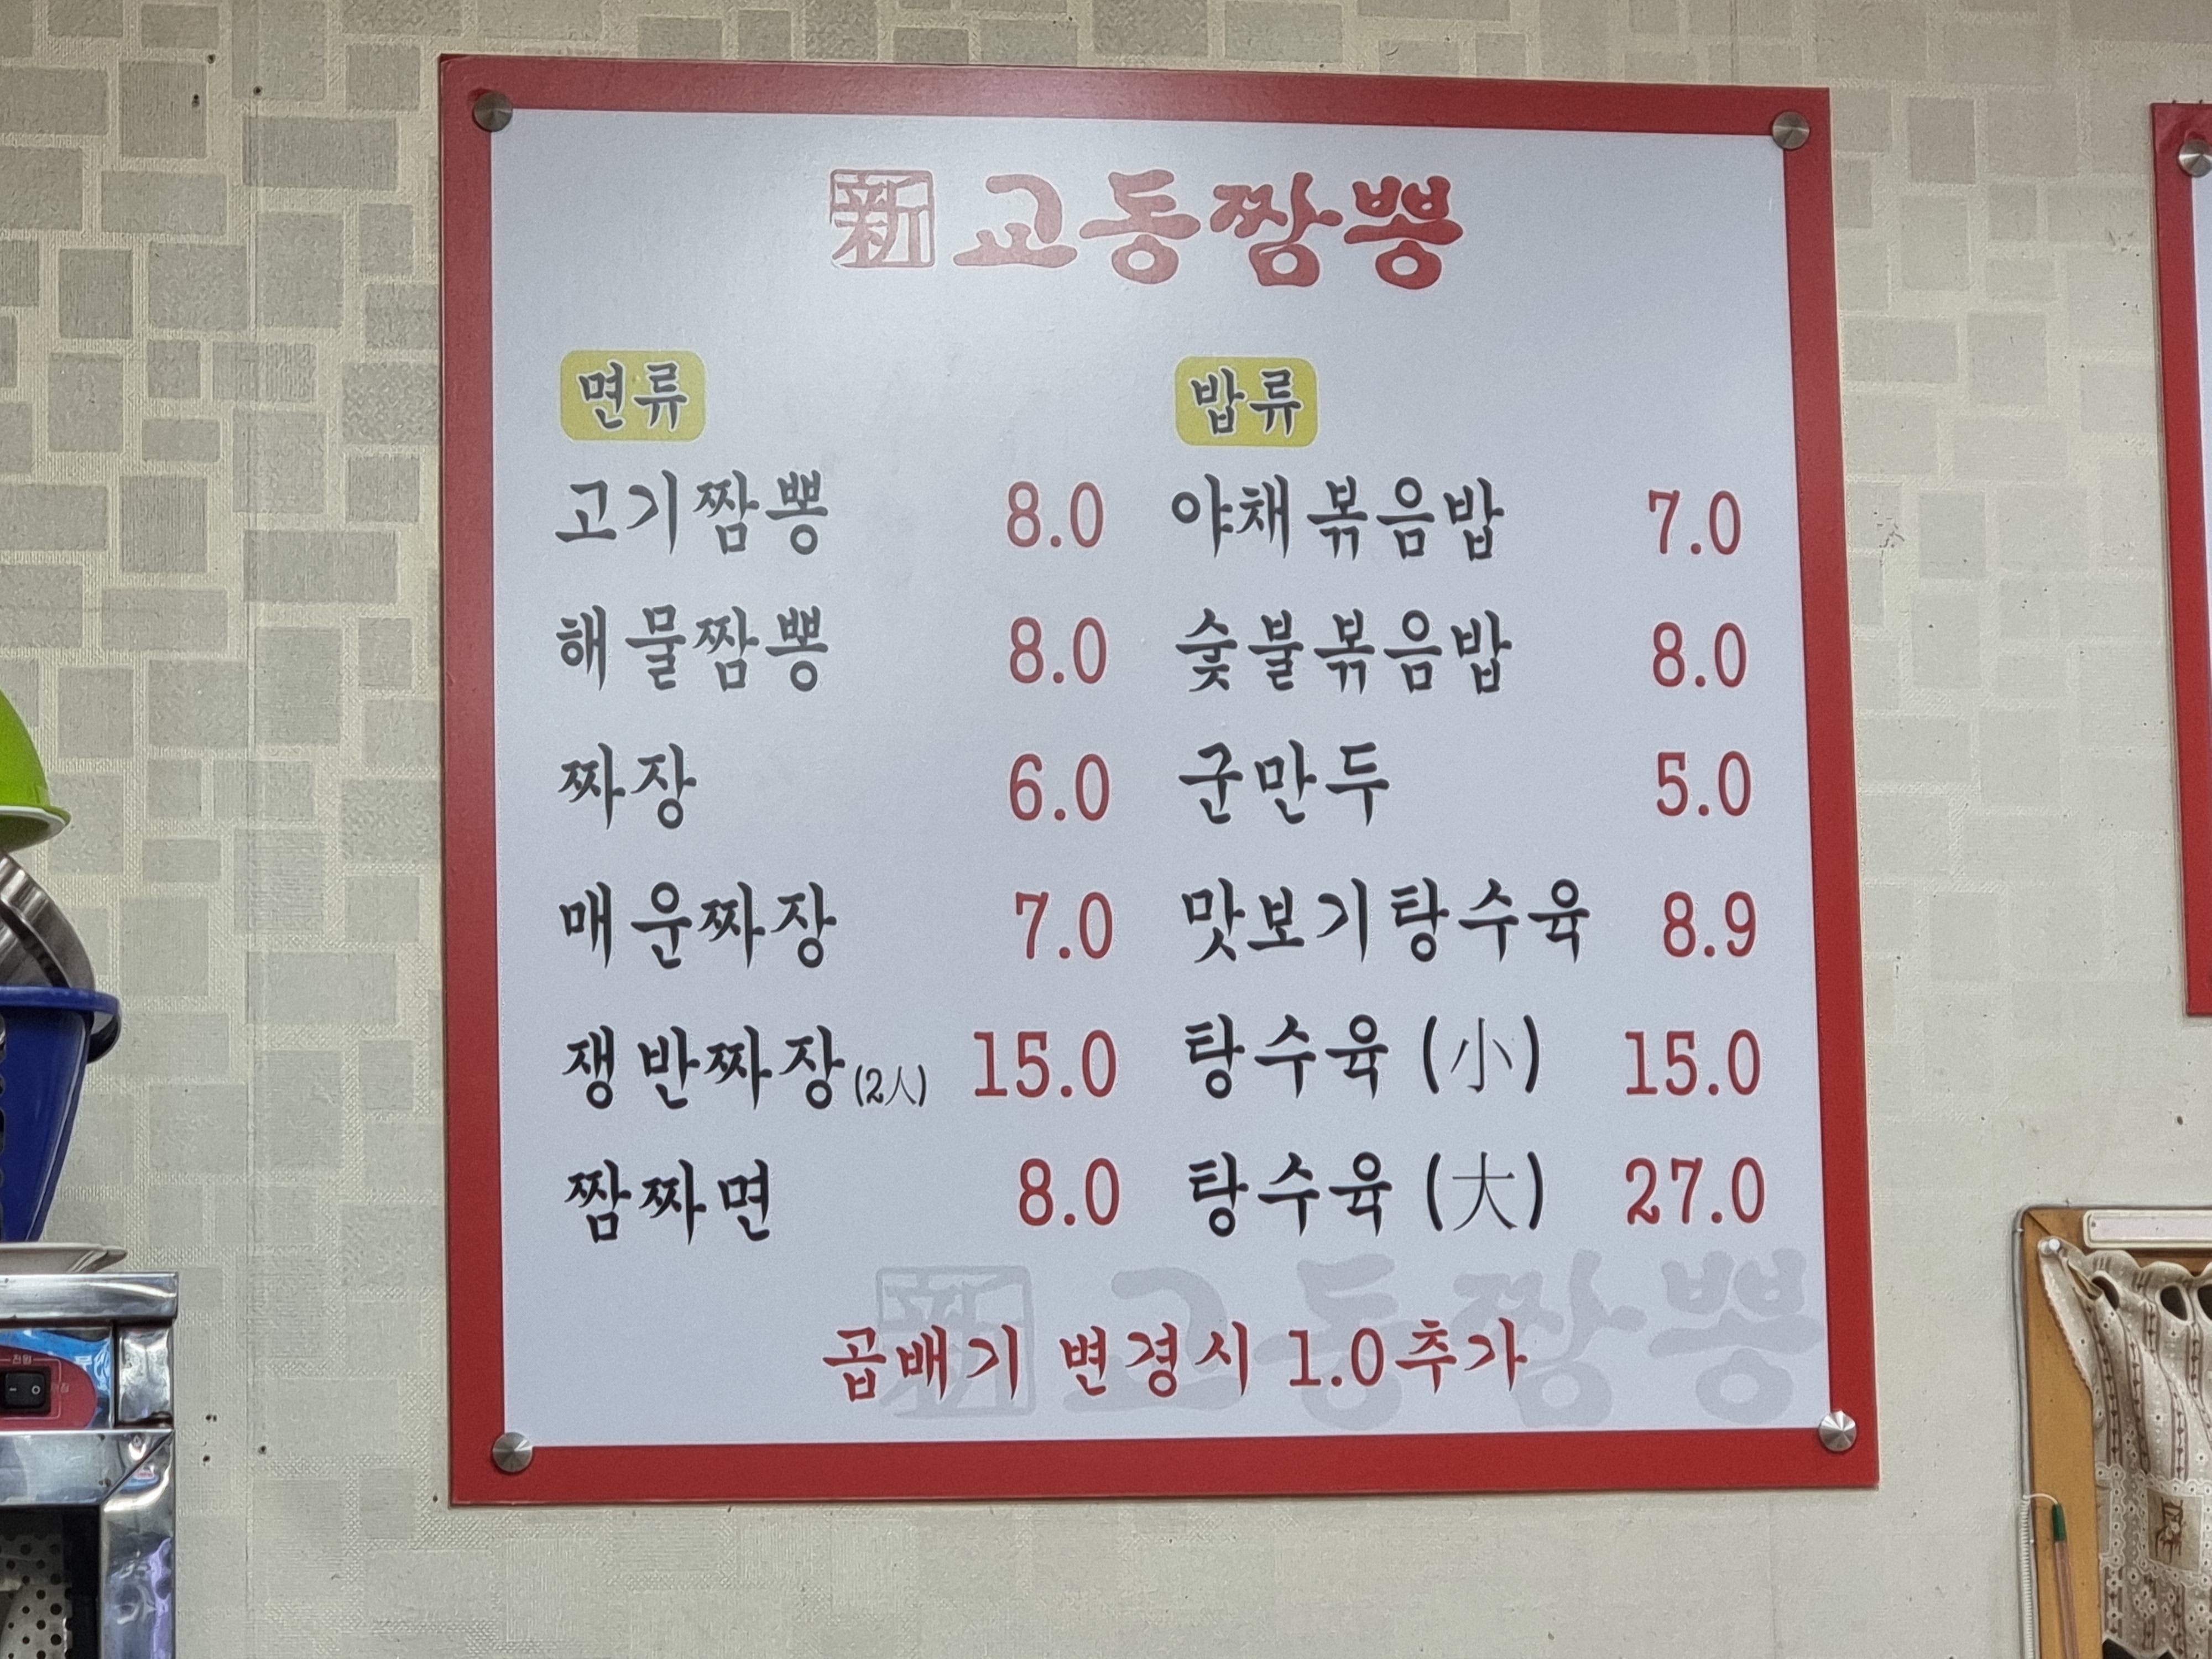 新 교동짬뽕
면류
고기짬뽕 8.0
해물짬뽕 8.0
짜장 6.0
매운짜장 7.0
쟁반짜장(2人) 15.0
짬짜면 8.0
밥류
야채볶음밥 7.0
숯불볶음밥 8.0
군만두 5.0
맛보기탕수육 8.9
탕수육(小) 15.0
탕수육(大) 27.0
新교동짬뽕
곱배기 변경시 1.0추가
전원